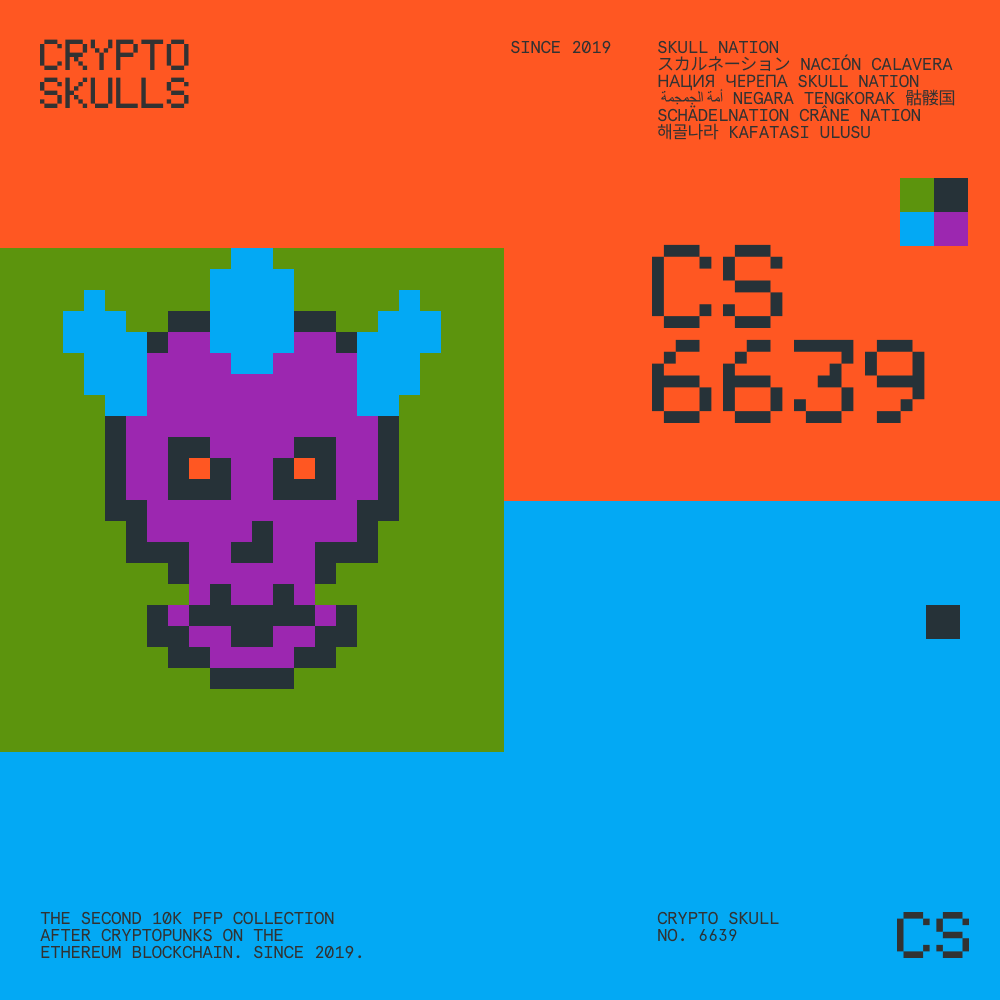 CRYPTO
SKULLS
SINCE 2019
SKULL NATION
スカルネーション NACIÓN CALAVERA
НАЦИЯ ЧЕРЕПА SKULL NATION
أمة الجمجمة NEGARA TENGKORAK 骷髏国
SCHÄDELNATION CRÂNE NATION
해골나라 KAFATASI ULUSU
CS
6639
THE SECOND 10K PFP COLLECTION
AFTER CRYPTOPUNKS ON THE
ETHEREUM BLOCKCHAIN. SINCE 2019.
CRYPTO SKULL
NO. 6639
CS